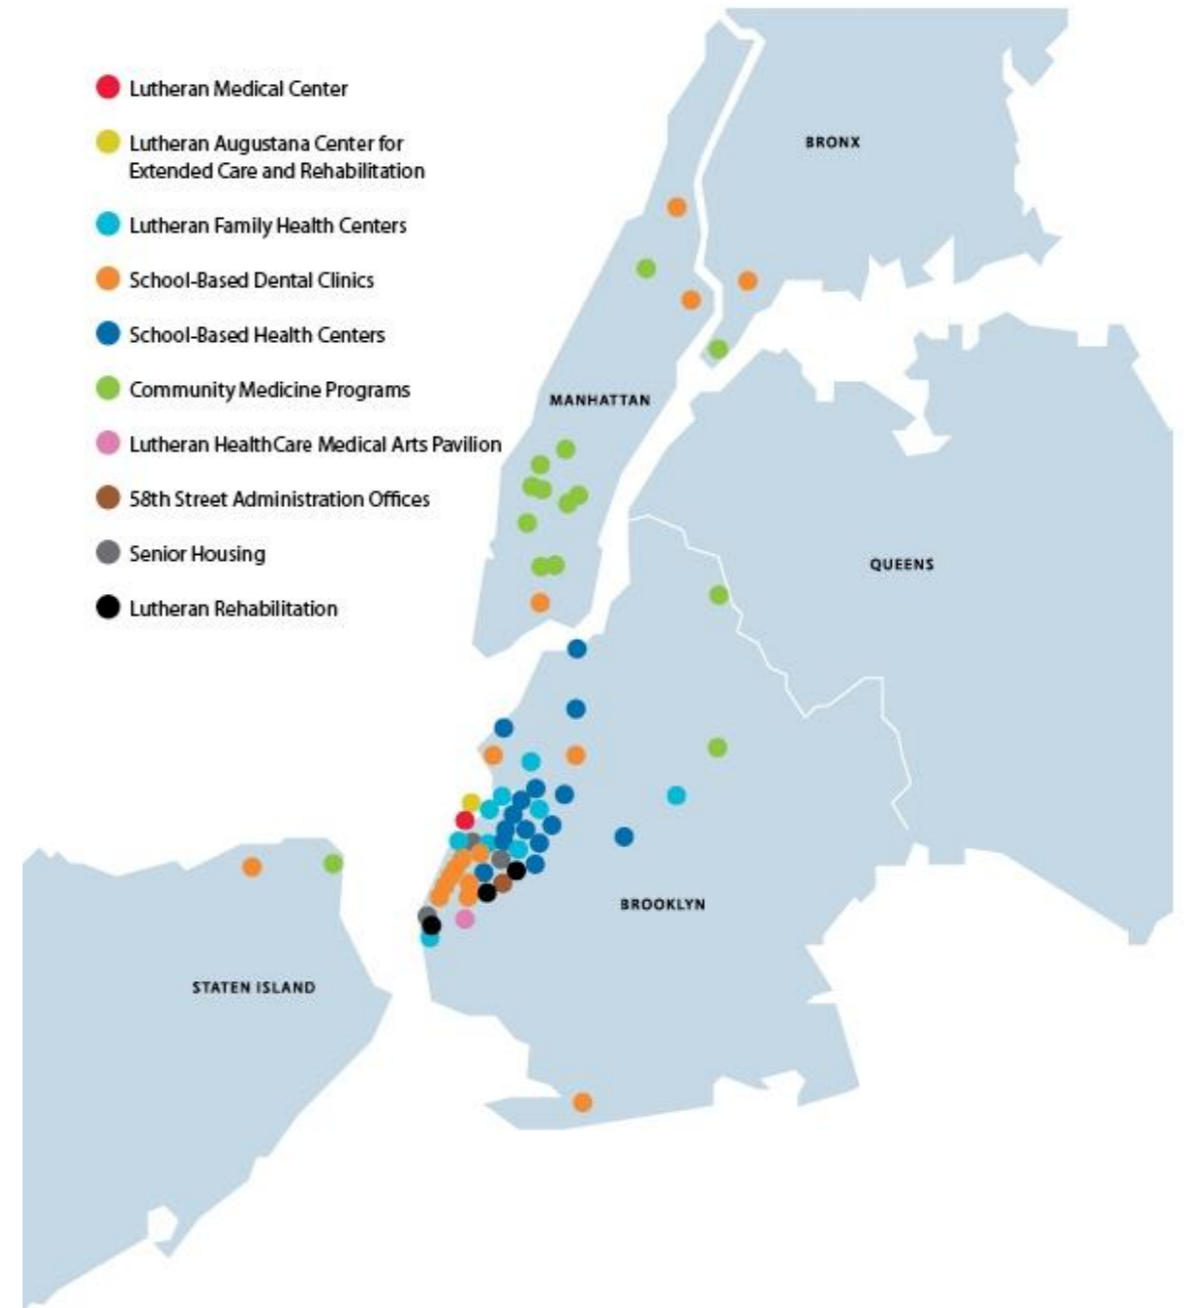 Lutheran Medical Center
Lutheran Augustana Center for
Extended Care and Rehabilitation
Lutheran Family Health Centers
School-Based Dental Clinics
School-Based Health Centers
Community Medicine Programs
Lutheran HealthCare Medical Arts Pavilion
58th Street Administration Offices
Senior Housing
Lutheran Rehabilitation
BRONX
MANHATTAN
QUEENS
BROOKLYN
STATEN ISLAND